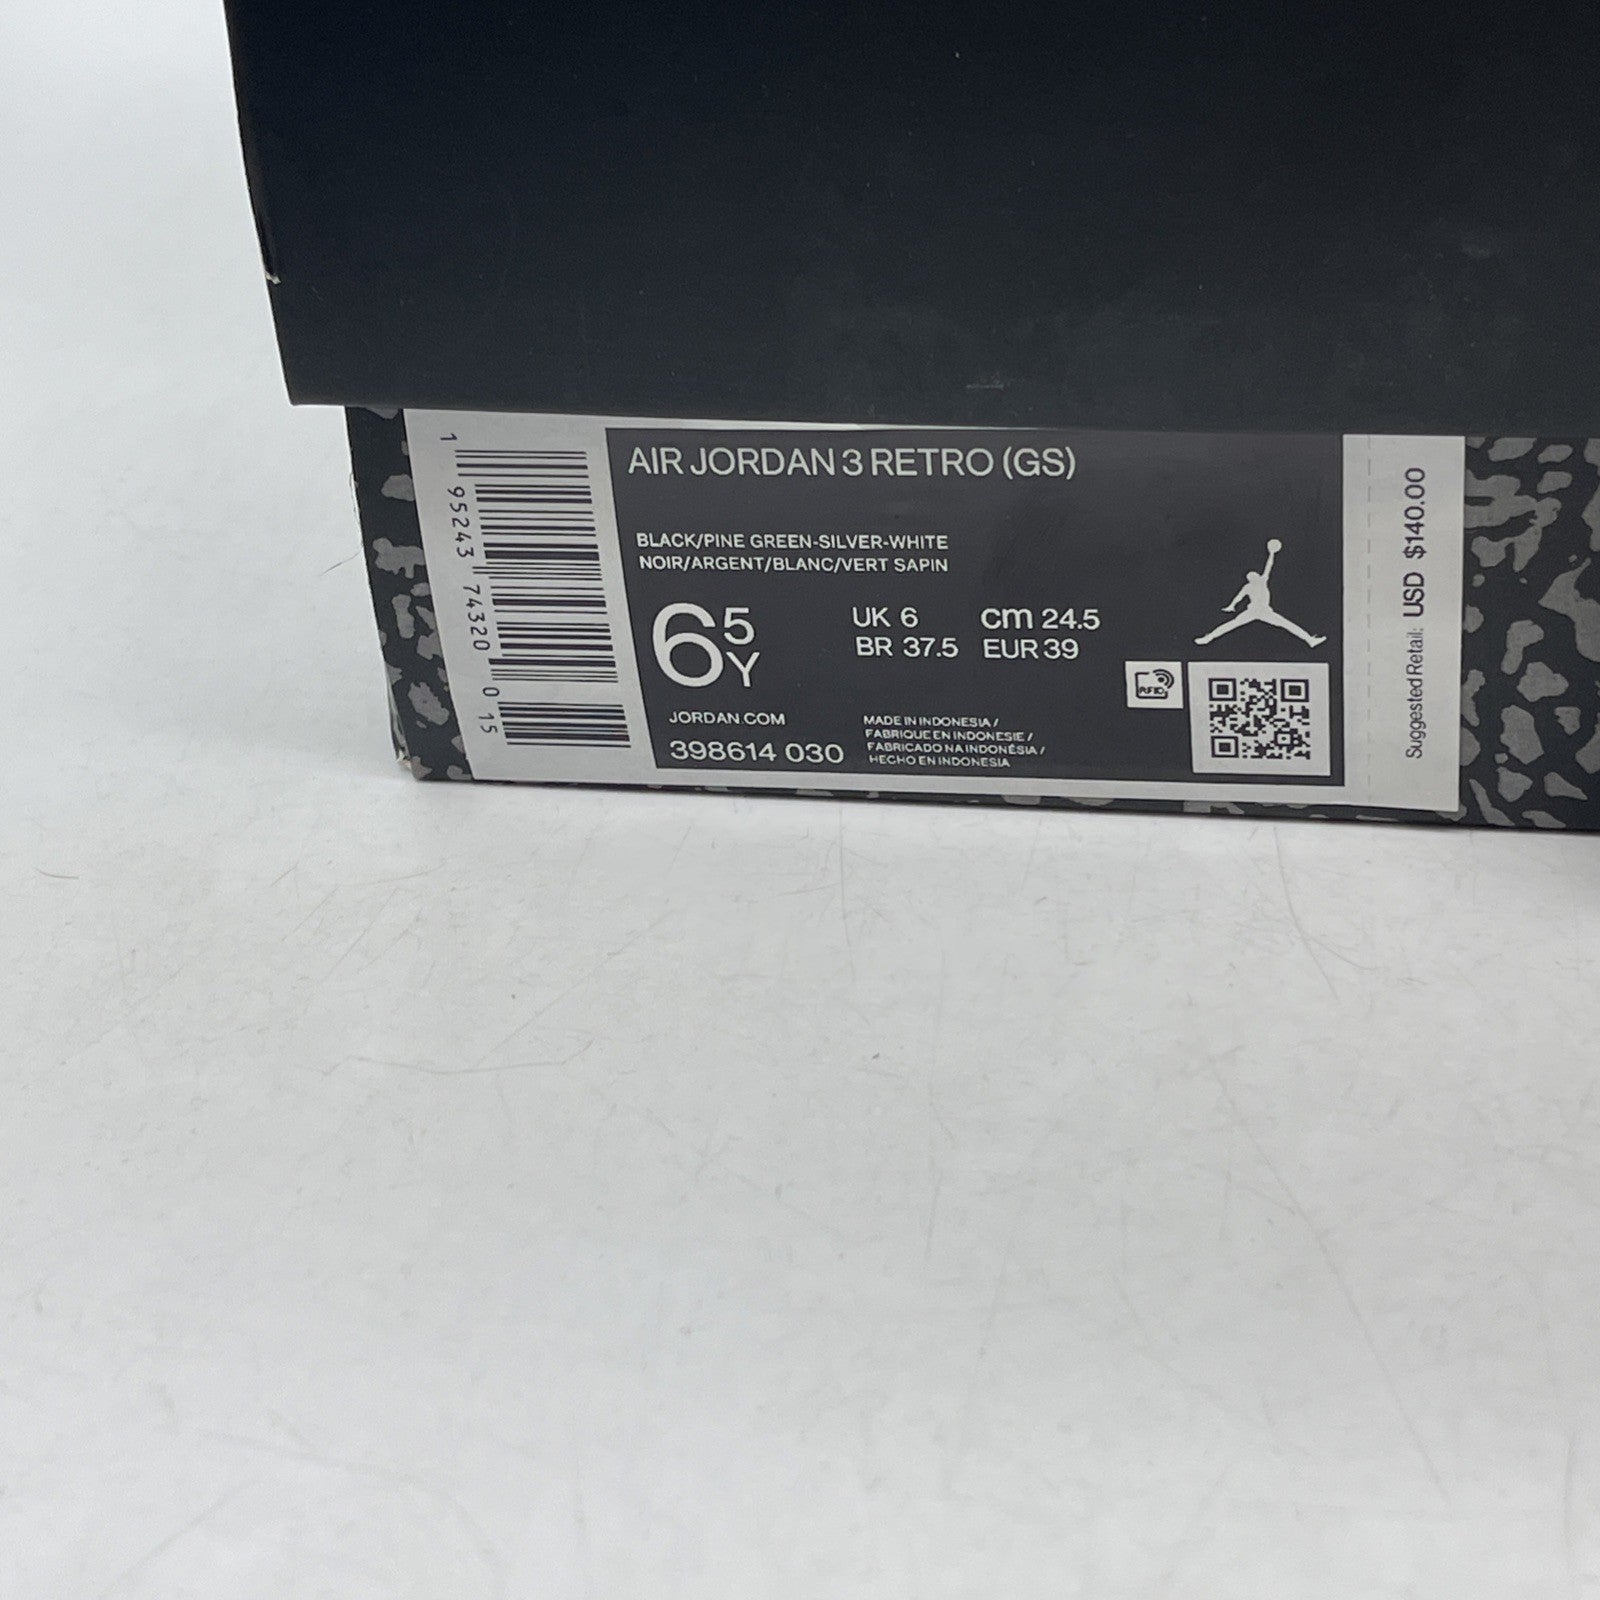 AIR JORDAN 3 RETRO (GS)
BLACK/PINE GREEN-SILVER-WHITE
NOIR/ARGENT/BLANC/VERT SAPIN
6 5 Y
UK 6 cm 24.5
BR 37.5 EUR 39
JORDAN.COM
398614 030
MADE IN INDONESIA /
FABRIQUE EN INDONESIE /
FABRICADO NA INDONÉSIA /
HECHO EN INDONESIA
RFID
1 95243 74320 0 15
Suggested Retail: USD $140.00